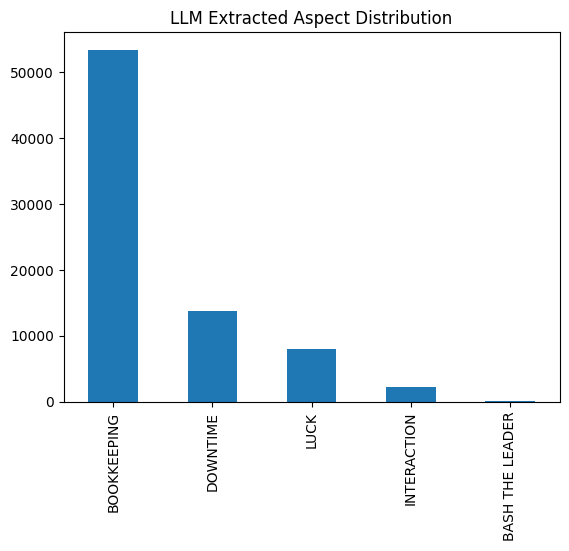 LLM Extracted Aspect Distribution
50000
40000
30000
20000
10000
0
BOOKKEEPING
DOWNTIME
LUCK
INTERACTION
BASH THE LEADER